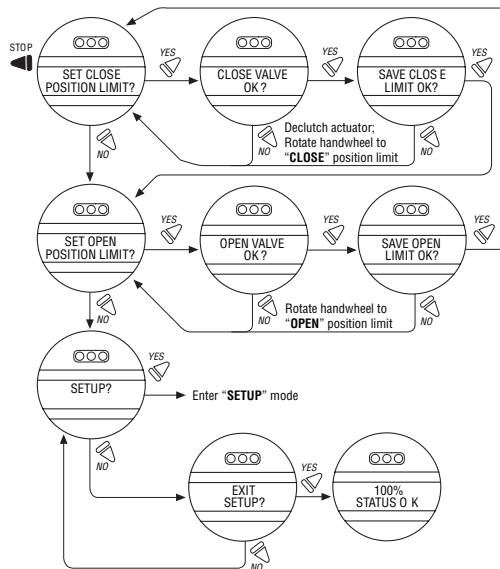 STOP
SET CLOSE
POSITION LIMIT?
YES
CLOSE VALVE
OK?
YES
SAVE CLOS E
LIMIT OK?
YES
NO
NO
Declutch actuator;
Rotate handwheel to
“CLOSE” position limit
NO
SET OPEN
POSITION LIMIT?
YES
OPEN VALVE
OK?
YES
SAVE OPEN
LIMIT OK?
YES
NO
NO
Rotate handwheel to
“OPEN” position limit
NO
SETUP?
YES
Enter “SETUP” mode
NO
EXIT
SETUP?
YES
100%
STATUS O K
NO